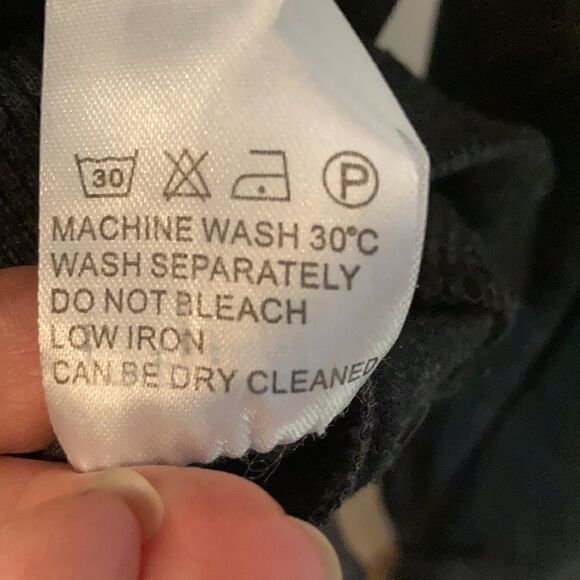 30 P
MACHINE WASH 30°C
WASH SEPARATELY
DO NOT BLEACH
LOW IRON
CAN BE DRY CLEANED